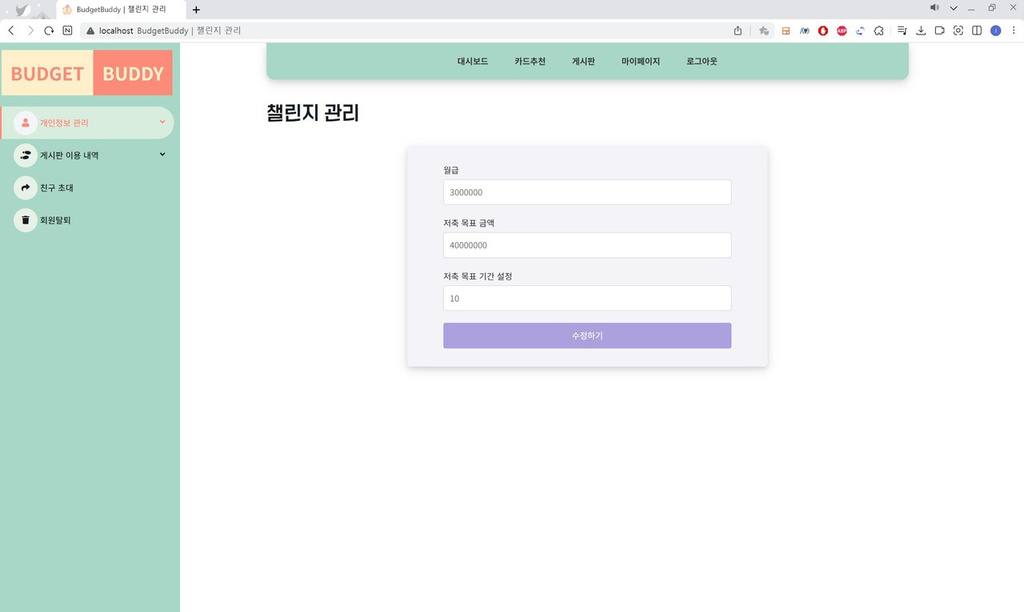 BudgetBuddy | 챌린지 관리
localhost BudgetBuddy | 챌린지 관리
BUDGET BUDDY
개인정보 관리
게시판 이용 내역
친구 초대
회원탈퇴
대시보드 카드추천 게시판 마이페이지 로그아웃
챌린지 관리
월급
3000000
저축 목표 금액
40000000
저축 목표 기간 설정
10
수정하기